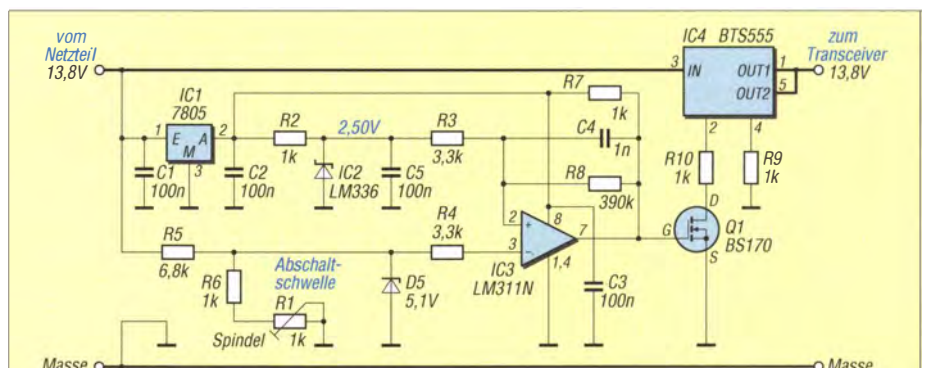 vom
Netzteil
13,8V
IC1
7805
1
E
A
M
2
3
C1
100n
C2
100n
R2
1k
2,50V
IC2
LM336
C5
100n
R3
3,3k
R7
1k
C4
1n
R8
390k
IC4 BTS555
3
IN
OUT1
OUT2
1
5
2
4
zum
Transceiver
13,8V
R10
1k
R9
1k
R4
3,3k
2
+
3
-
8
7
1,4
IC3
LM311N
C3
100n
G
D
S
Q1
BS170
R5
6,8k
R6
1k
Abschalt-
schwelle
R1
1k
Spindel
D5
5,1V
Masse
Masse